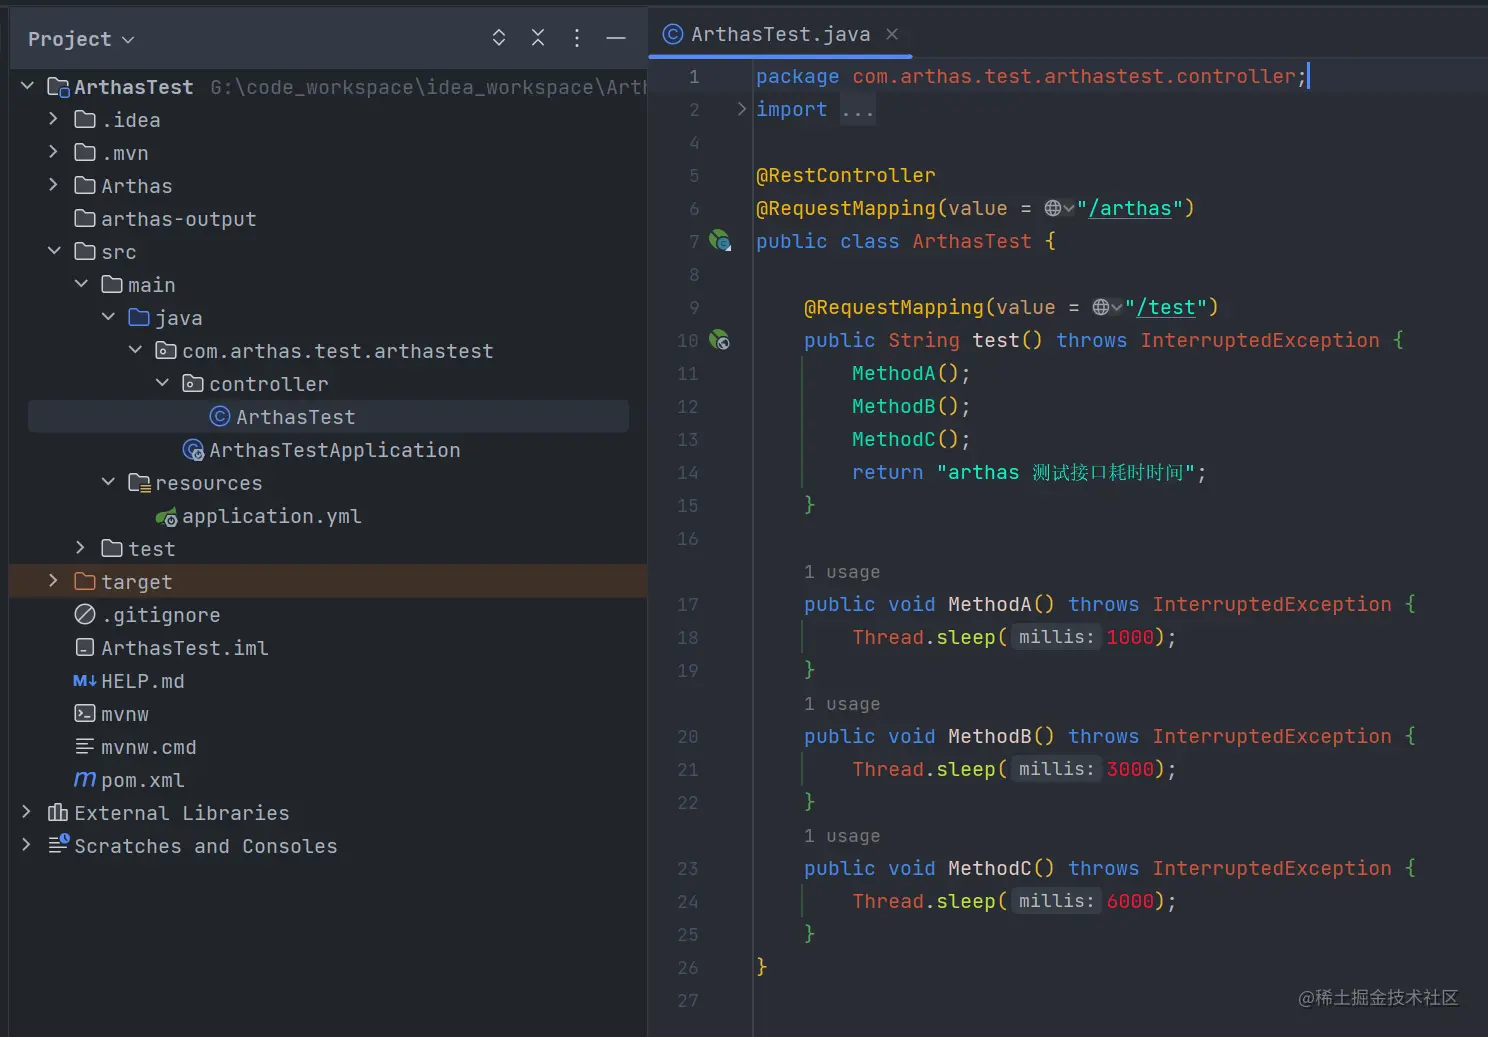 Project
ArthasTest G:\code_workspace\idea_workspace\Arth
.idea
.mvn
Arthas
arthas-output
src
main
java
com.arthas.test.arthastest
controller
ArthasTest
ArthasTestApplication
resources
application.yml
test
target
.gitignore
ArthasTest.iml
M↓ HELP.md
mvnw
mvnw.cmd
m pom.xml
External Libraries
Scratches and Consoles
ArthasTest.java
1 package com.arthas.test.arthastest.controller;
2 import ...
4
5 @RestController
6 @RequestMapping(value = "/arthas")
7 public class ArthasTest {
8
9 @RequestMapping(value = "/test")
10 public String test() throws InterruptedException {
11 MethodA();
12 MethodB();
13 MethodC();
14 return "arthas 测试接口耗时时间";
15 }
16
1 usage
17 public void MethodA() throws InterruptedException {
18 Thread.sleep( millis: 1000);
19 }
1 usage
20 public void MethodB() throws InterruptedException {
21 Thread.sleep( millis: 3000);
22 }
1 usage
23 public void MethodC() throws InterruptedException {
24 Thread.sleep( millis: 6000);
25 }
26 }
27
@稀土掘金技术社区